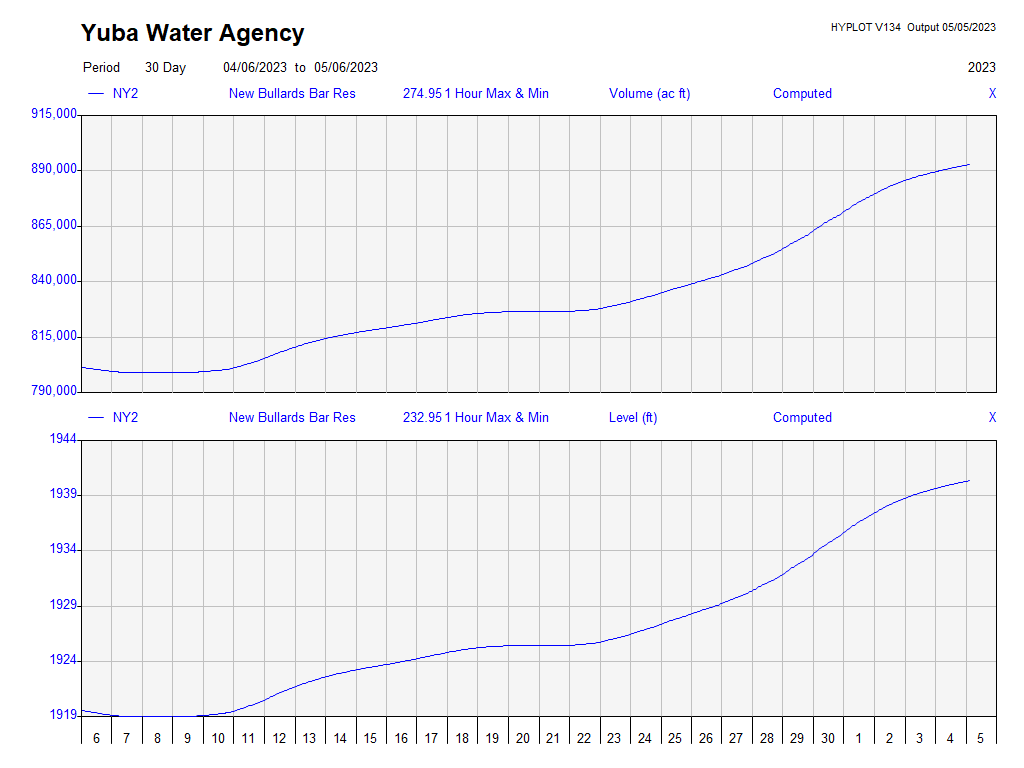 Yuba Water Agency
HYPLOT V134 Output 05/05/2023
Period 30 Day 04/06/2023 to 05/06/2023 2023
NY2 New Bullards Bar Res 274.95 1 Hour Max & Min Volume (ac ft) Computed X
915,000
890,000
865,000
840,000
815,000
790,000
NY2 New Bullards Bar Res 232.95 1 Hour Max & Min Level (ft) Computed X
1944
1939
1934
1929
1924
1919
6 7 8 9 10 11 12 13 14 15 16 17 18 19 20 21 22 23 24 25 26 27 28 29 30 1 2 3 4 5